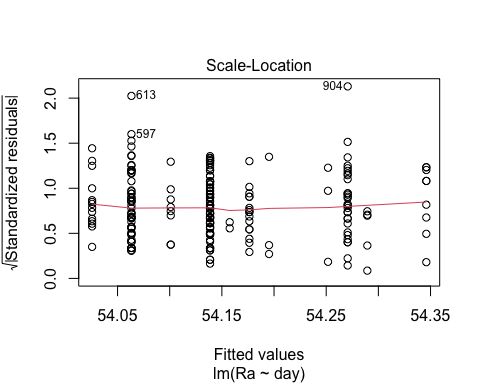 Scale-Location
√|Standardized residuals|
2.0
1.5
1.0
0.5
0.0
613
597
904
54.05 54.15 54.25 54.35
Fitted values
lm(Ra ~ day)